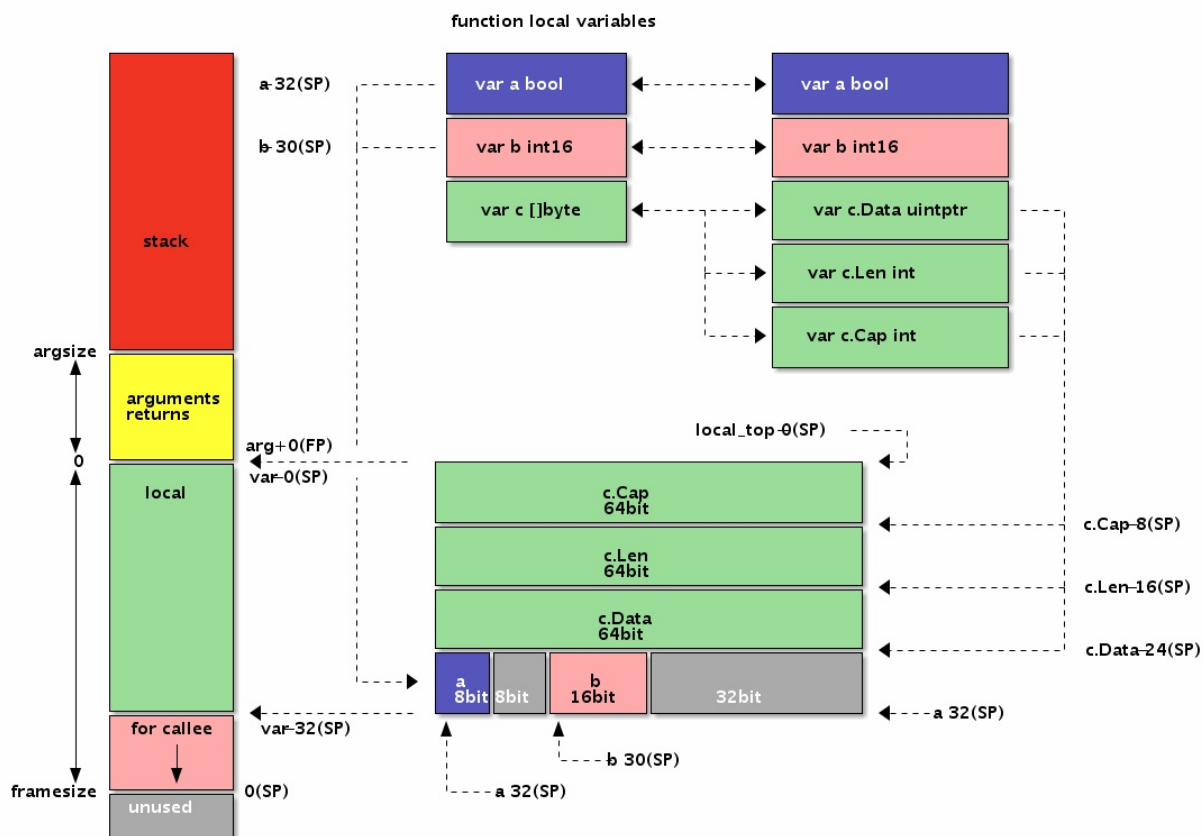 function local variables
a-32(SP)
var a bool
var a bool
b-30(SP)
var b int16
var b int16
var c []byte
var c.Data uintptr
stack
var c.Len int
var c.Cap int
argsize
arguments
returns
local_top-0(SP)
arg+0(FP)
0
var-0(SP)
local
c.Cap
64bit
c.Cap-8(SP)
c.Len
64bit
c.Len-16(SP)
c.Data
64bit
c.Data-24(SP)
a
8bit
8bit
b
16bit
32bit
a-32(SP)
for callee
var-32(SP)
b-30(SP)
framesize
0(SP)
a-32(SP)
unused